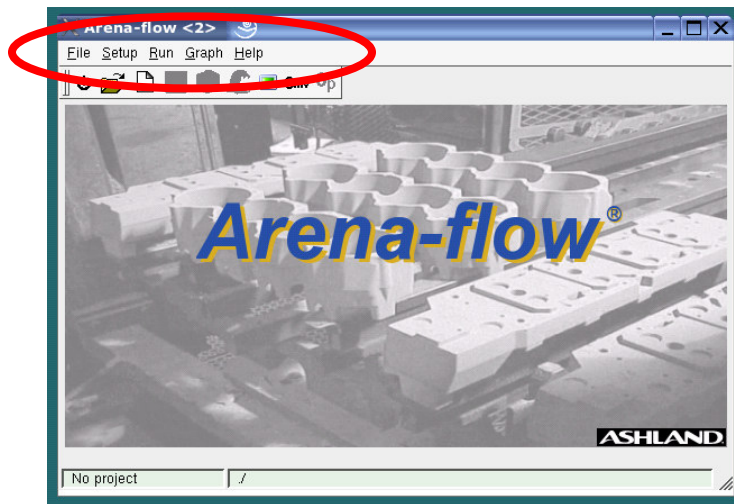 Arena-flow <2>
File Setup Run Graph Help
Arena-flow®
ASHLAND
No project ./